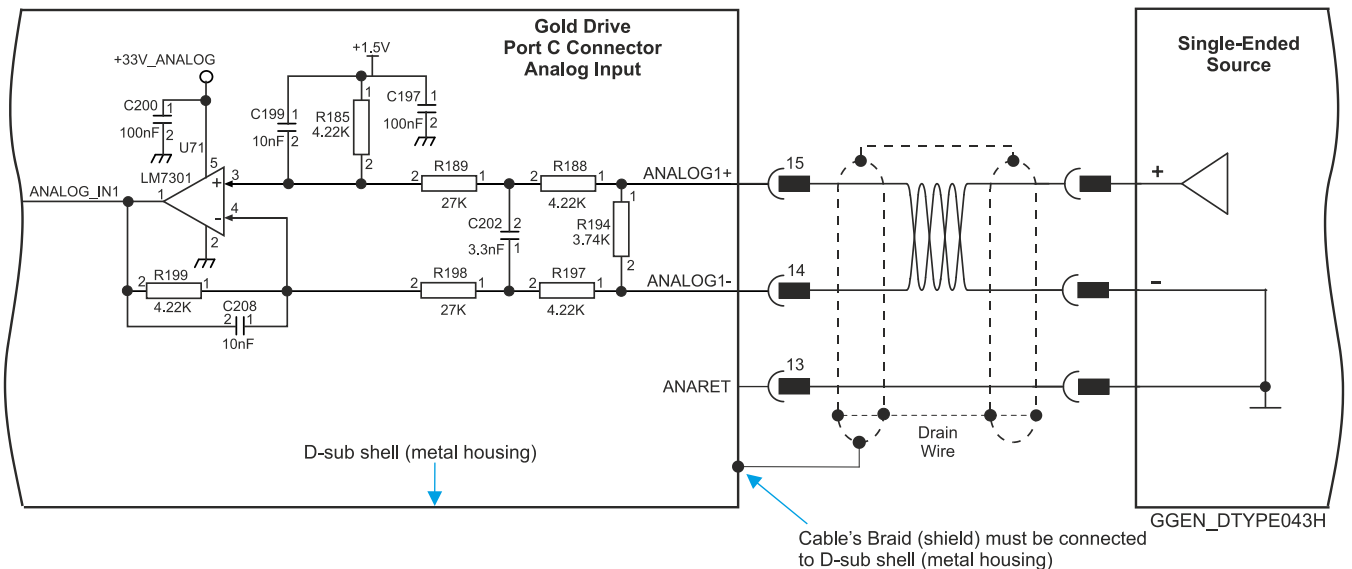 Gold Drive
Port C Connector
Analog Input
Single-Ended
Source
+1.5V
+33V_ANALOG
C200 1
100nF 2
U71
5
LM7301
ANALOG_IN1
1
+
3
-
4
2
C199 1
10nF 2
1
R185
4.22K
2
C197 1
100nF 2
2 R189 1
27K
2 R188 1
4.22K
C202 2
3.3nF 1
1
R194
3.74K
2
2 R199 1
4.22K
C208
2 1
10nF
2 R198 1
27K
2 R197 1
4.22K
ANALOG1+
15
ANALOG1-
14
ANARET
13
+
-
Drain
Wire
D-sub shell (metal housing)
GGEN_DTYPE043H
Cable's Braid (shield) must be connected
to D-sub shell (metal housing)